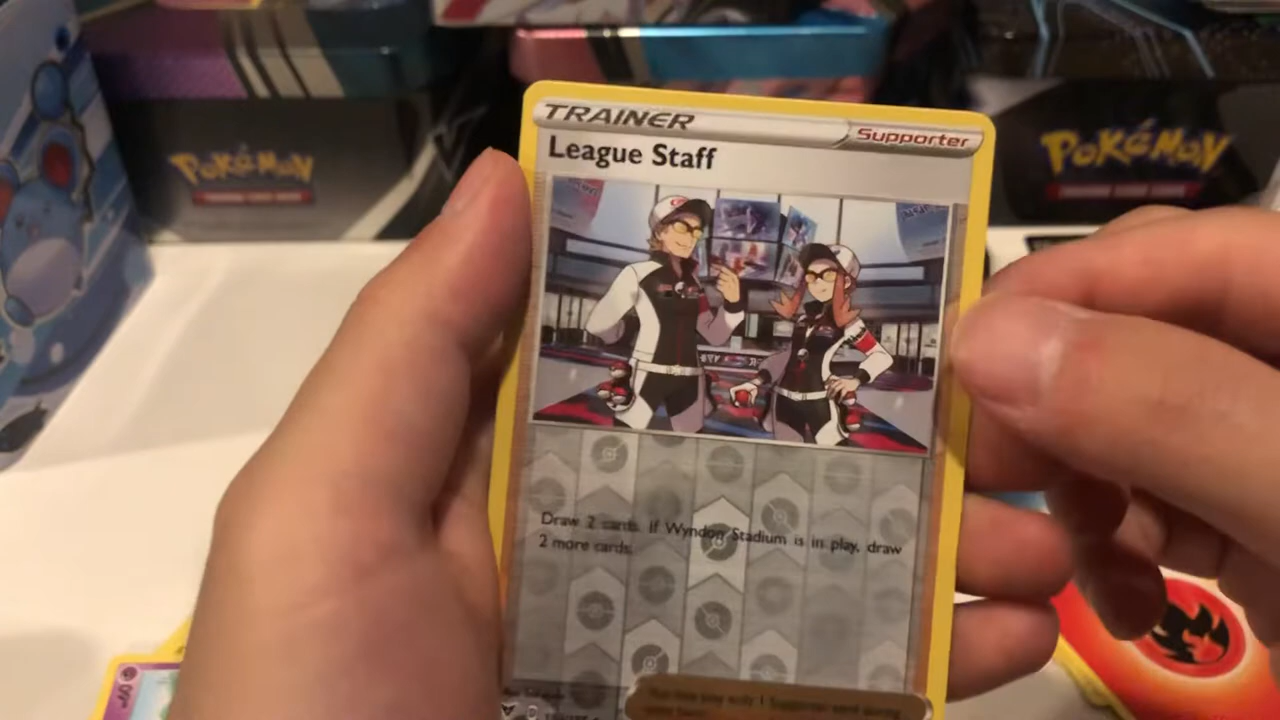 POKÉMON
POKÉMON
TRAINER
Supporter
League Staff
Draw 2 cards. If Wyndon Stadium is in play, draw
2 more cards.